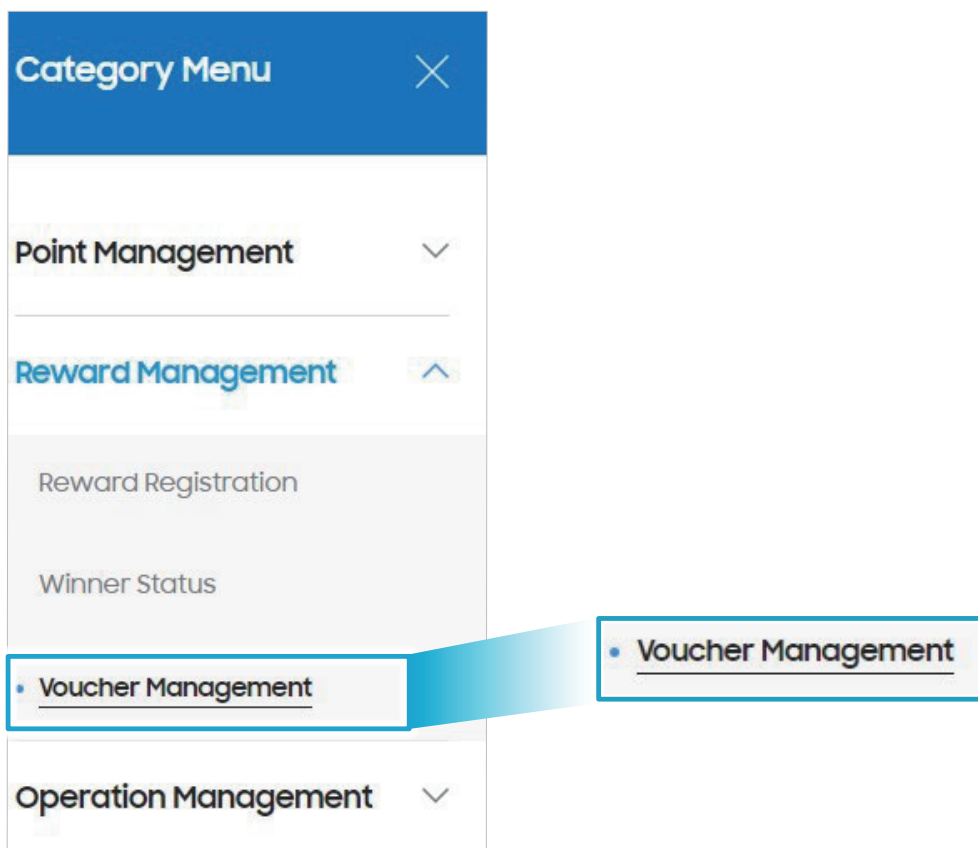 Category Menu
Point Management
Reward Management
Reward Registration
Winner Status
Voucher Management
Voucher Management
Operation Management